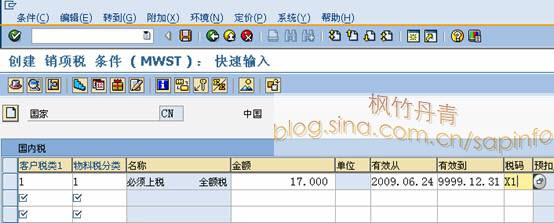 条件(C) 编辑(E) 转到(G) 附加(X) 环境(N) 定价(P) 系统(Y) 帮助(H)
创建 销项税 条件 (MWST): 快速输入
国家 CN 中国
枫竹丹青
blog.sina.com.cn/sapinfo
国内税
客户税类1 物料税分类 名称 金额 单位 有效从 有效到 税码 预扣
1 1 必须上税 全额税 17.000 2009.06.24 9999.12.31 X1